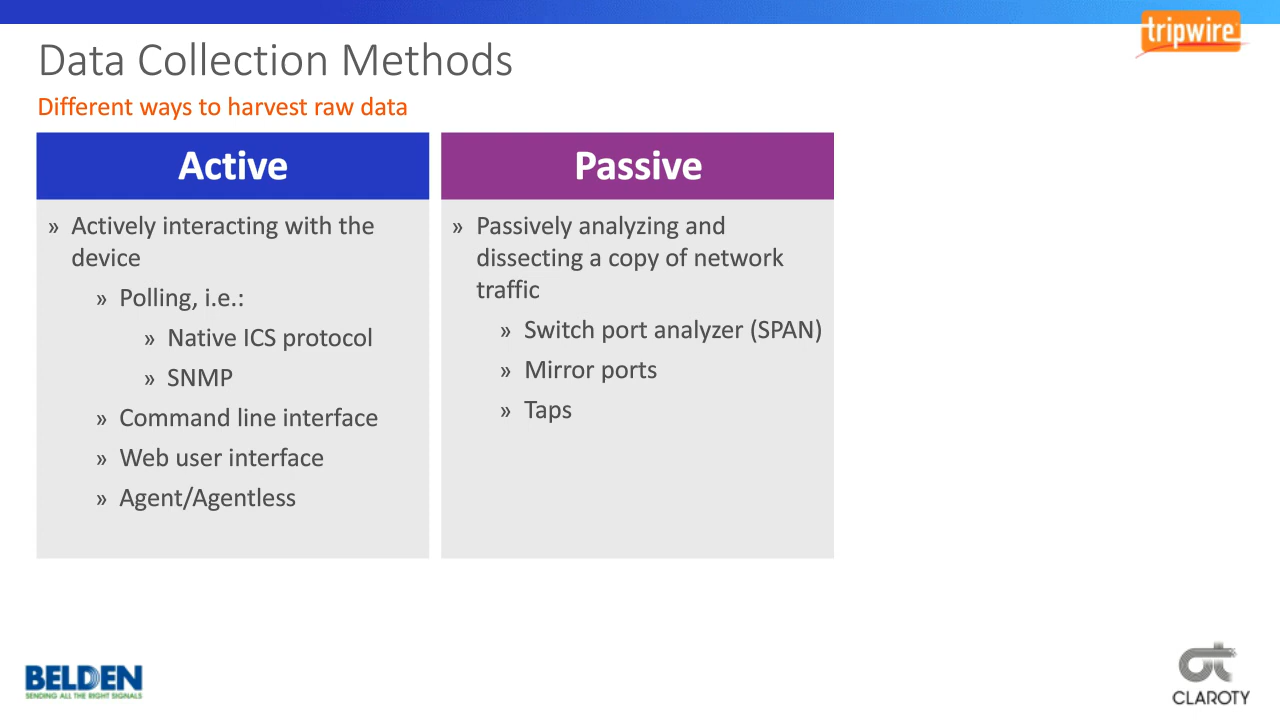 tripwire
Data Collection Methods
Different ways to harvest raw data
Active
» Actively interacting with the
device
» Polling, i.e.:
» Native ICS protocol
» SNMP
» Command line interface
» Web user interface
» Agent/Agentless
Passive
» Passively analyzing and
dissecting a copy of network
traffic
» Switch port analyzer (SPAN)
» Mirror ports
» Taps
BELDEN
SENDING ALL THE RIGHT SIGNALS
CLAROTY